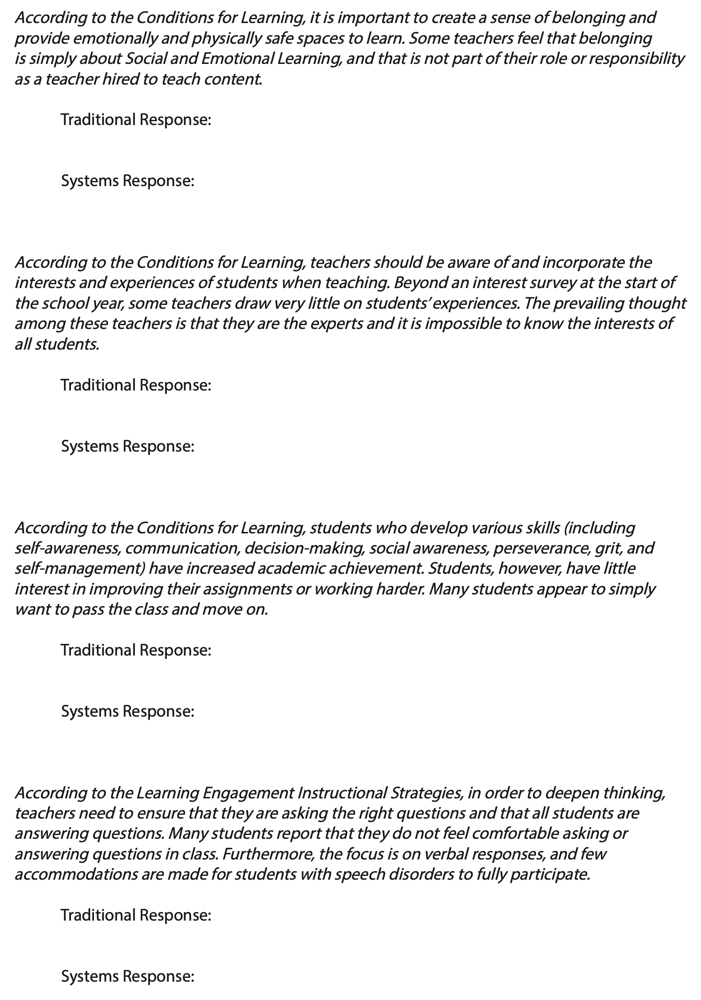 According to the Conditions for Learning, it is important to create a sense of belonging and
provide emotionally and physically safe spaces to learn. Some teachers feel that belonging
is simply about Social and Emotional Learning, and that is not part of their role or responsibility
as a teacher hired to teach content.
Traditional Response:
Systems Response:
According to the Conditions for Learning, teachers should be aware of and incorporate the
interests and experiences of students when teaching. Beyond an interest survey at the start of
the school year, some teachers draw very little on students’ experiences. The prevailing thought
among these teachers is that they are the experts and it is impossible to know the interests of
all students.
Traditional Response:
Systems Response:
According to the Conditions for Learning, students who develop various skills (including
self-awareness, communication, decision-making, social awareness, perseverance, grit, and
self-management) have increased academic achievement. Students, however, have little
interest in improving their assignments or working harder. Many students appear to simply
want to pass the class and move on.
Traditional Response:
Systems Response:
According to the Learning Engagement Instructional Strategies, in order to deepen thinking,
teachers need to ensure that they are asking the right questions and that all students are
answering questions. Many students report that they do not feel comfortable asking or
answering questions in class. Furthermore, the focus is on verbal responses, and few
accommodations are made for students with speech disorders to fully participate.
Traditional Response:
Systems Response: